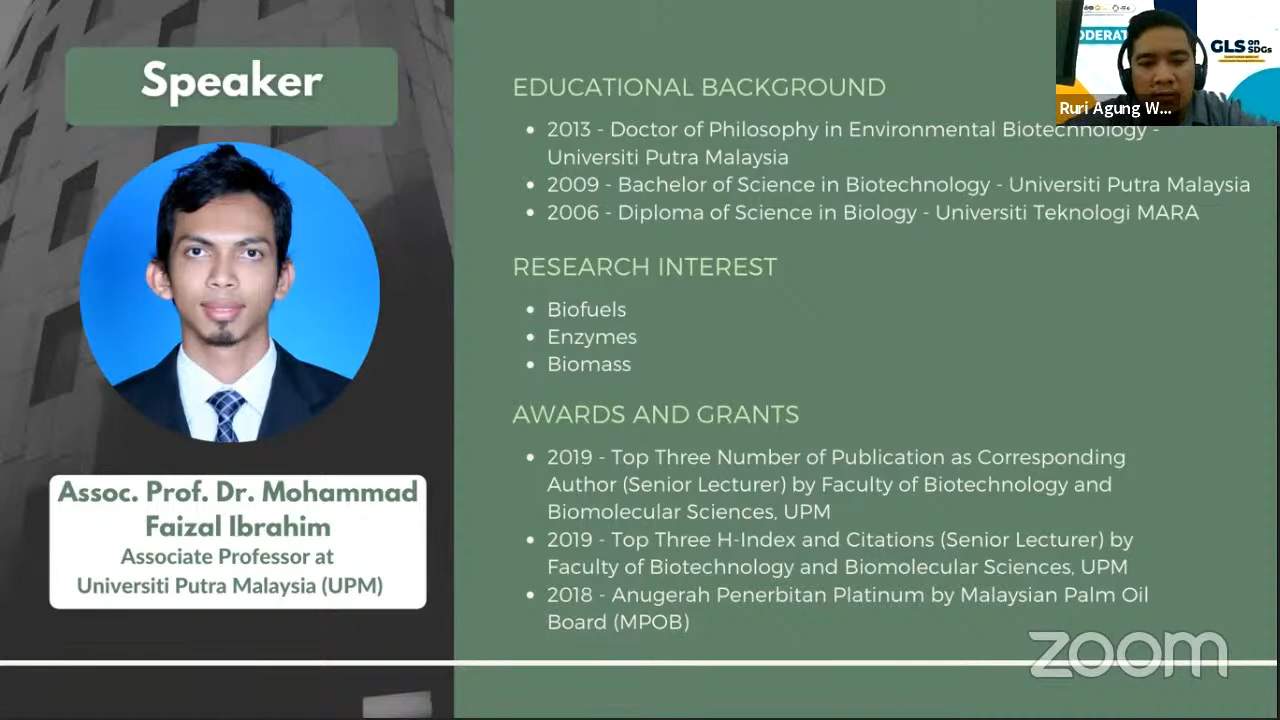 Speaker
Assoc. Prof. Dr. Mohammad
Faizal Ibrahim
Associate Professor at
Universiti Putra Malaysia (UPM)
EDUCATIONAL BACKGROUND
• 2013 - Doctor of Philosophy in Environmental Biotechnology -
Universiti Putra Malaysia
• 2009 - Bachelor of Science in Biotechnology - Universiti Putra Malaysia
• 2006 - Diploma of Science in Biology - Universiti Teknologi MARA
RESEARCH INTEREST
• Biofuels
• Enzymes
• Biomass
AWARDS AND GRANTS
• 2019 - Top Three Number of Publication as Corresponding
Author (Senior Lecturer) by Faculty of Biotechnology and
Biomolecular Sciences, UPM
• 2019 - Top Three H-Index and Citations (Senior Lecturer) by
Faculty of Biotechnology and Biomolecular Sciences, UPM
• 2018 - Anugerah Penerbitan Platinum by Malaysian Palm Oil
Board (MPOB)
GLS on SDGs
Ruri Agung W...
zoom